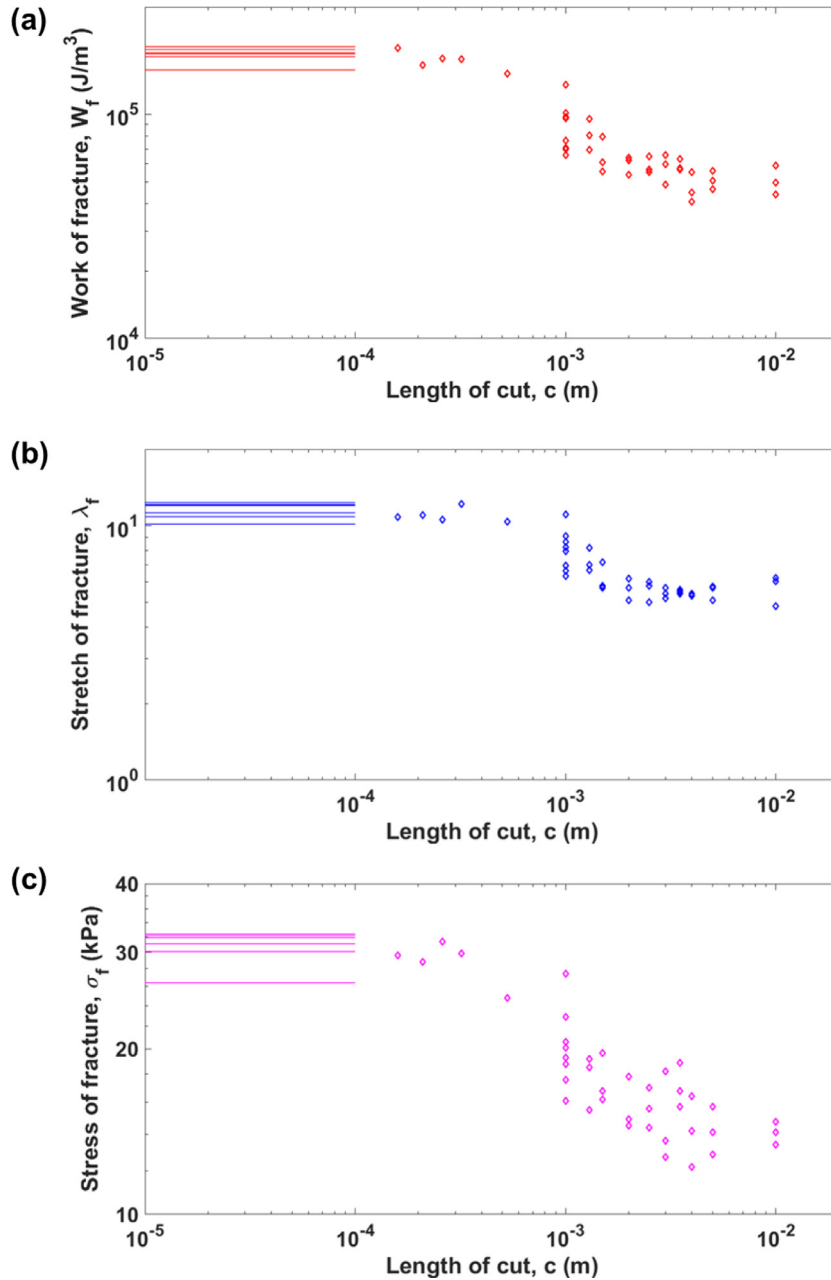 (a)
Work of fracture, W_f (J/m^3)
10^5
10^4
10^-5
10^-4
10^-3
10^-2
Length of cut, c (m)
(b)
Stretch of fracture, λ_f
10^1
10^0
10^-4
10^-3
10^-2
Length of cut, c (m)
(c)
Stress of fracture, σ_f (kPa)
40
30
20
10
10^-5
10^-4
10^-3
10^-2
Length of cut, c (m)